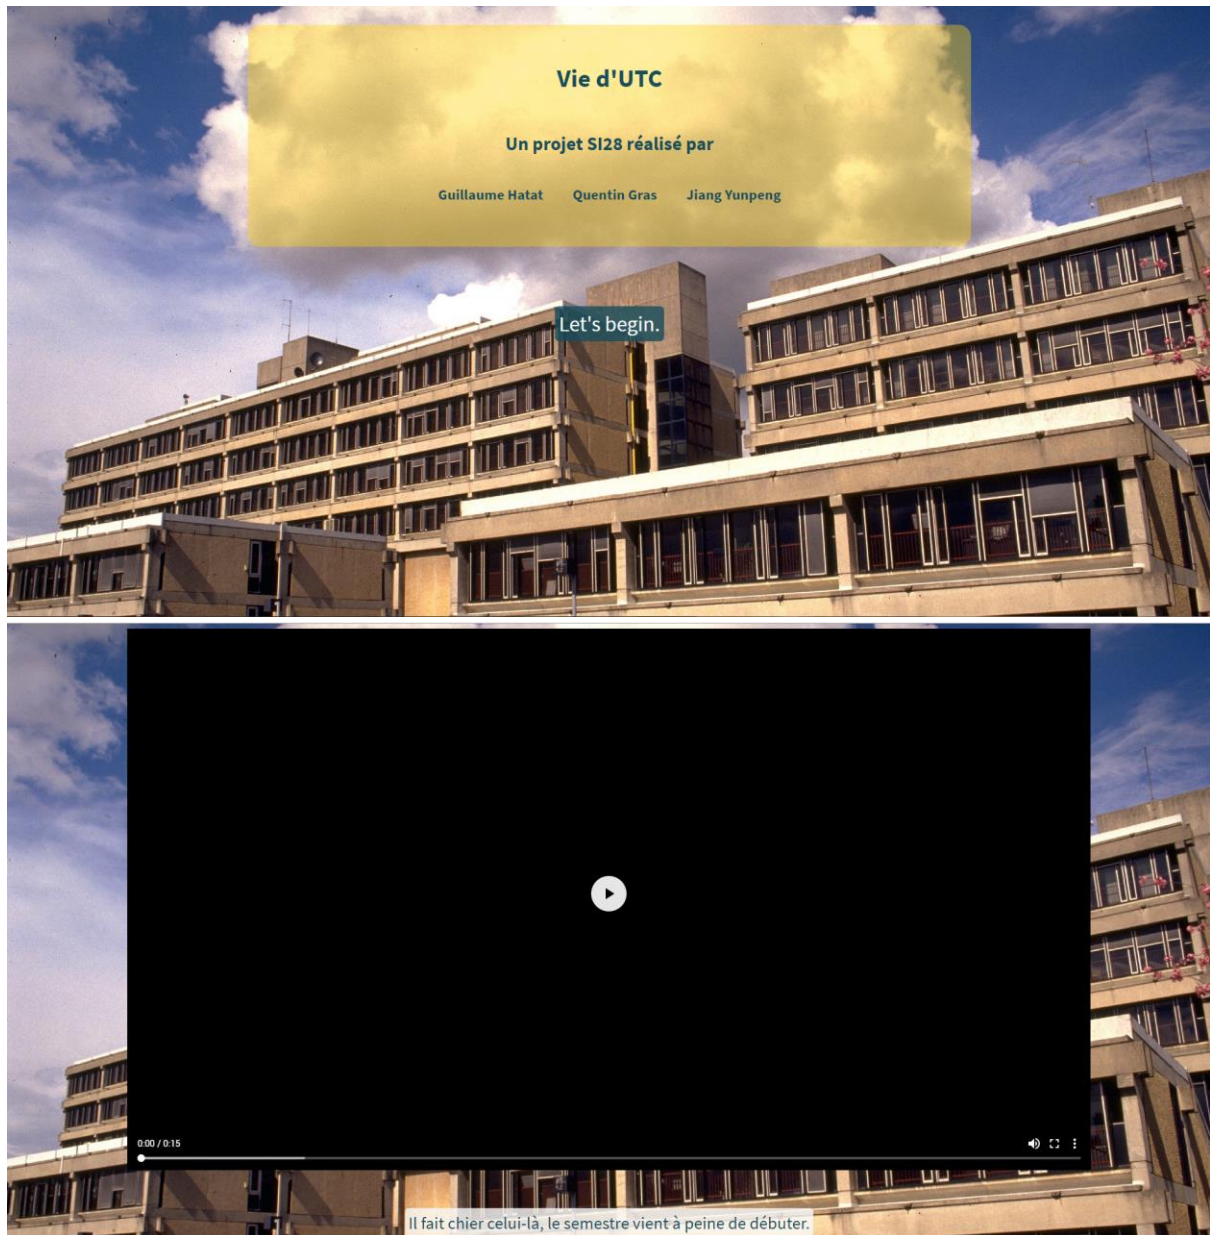 Vie d'UTC
Un projet SI28 réalisé par
Guillaume Hatat Quentin Gras Jiang Yunpeng
Let's begin.
0:00 / 0:15
Il fait chier celui-là, le semestre vient à peine de débuter.